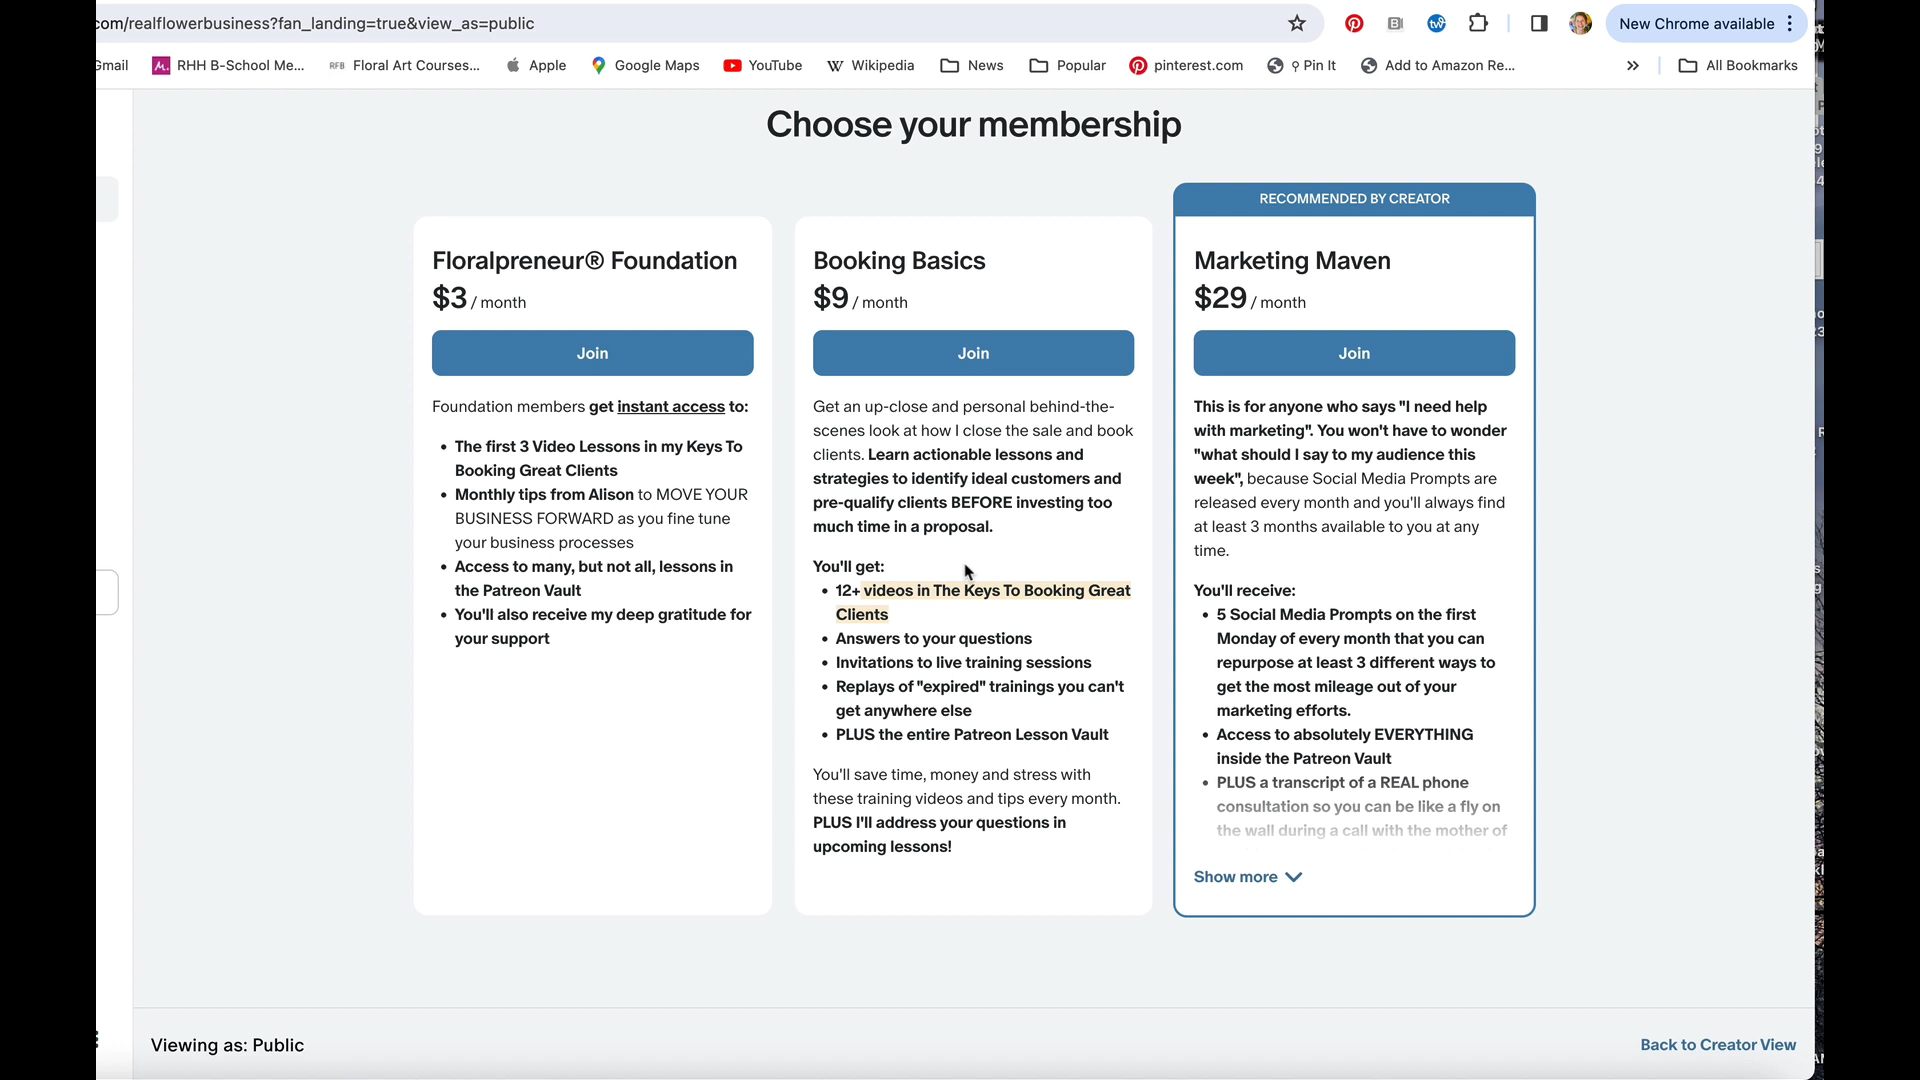 com/realflowerbusiness?fan_landing=true&view_as=public
New Chrome available
Gmail
RHH B-School Me...
RFB
Floral Art Courses...
Apple
Google Maps
YouTube
Wikipedia
News
Popular
pinterest.com
Pin It
Add to Amazon Re...
All Bookmarks
Choose your membership
Floralpreneur® Foundation
$3 / month
Join
Foundation members get instant access to:
• The first 3 Video Lessons in my Keys To
Booking Great Clients
• Monthly tips from Alison to MOVE YOUR
BUSINESS FORWARD as you fine tune
your business processes
• Access to many, but not all, lessons in
the Patreon Vault
• You'll also receive my deep gratitude for
your support
Booking Basics
$9 / month
Join
Get an up-close and personal behind-the-
scenes look at how I close the sale and book
clients. Learn actionable lessons and
strategies to identify ideal customers and
pre-qualify clients BEFORE investing too
much time in a proposal.
You'll get:
• 12+ videos in The Keys To Booking Great
Clients
• Answers to your questions
• Invitations to live training sessions
• Replays of "expired" trainings you can't
get anywhere else
• PLUS the entire Patreon Lesson Vault
You'll save time, money and stress with
these training videos and tips every month.
PLUS I'll address your questions in
upcoming lessons!
RECOMMENDED BY CREATOR
Marketing Maven
$29 / month
Join
This is for anyone who says "I need help
with marketing". You won't have to wonder
"what should I say to my audience this
week", because Social Media Prompts are
released every month and you'll always find
at least 3 months available to you at any
time.
You'll receive:
• 5 Social Media Prompts on the first
Monday of every month that you can
repurpose at least 3 different ways to
get the most mileage out of your
marketing efforts.
• Access to absolutely EVERYTHING
inside the Patreon Vault
• PLUS a transcript of a REAL phone
consultation so you can be like a fly on
the wall during a call with the mother of
Show more
Viewing as: Public
Back to Creator View